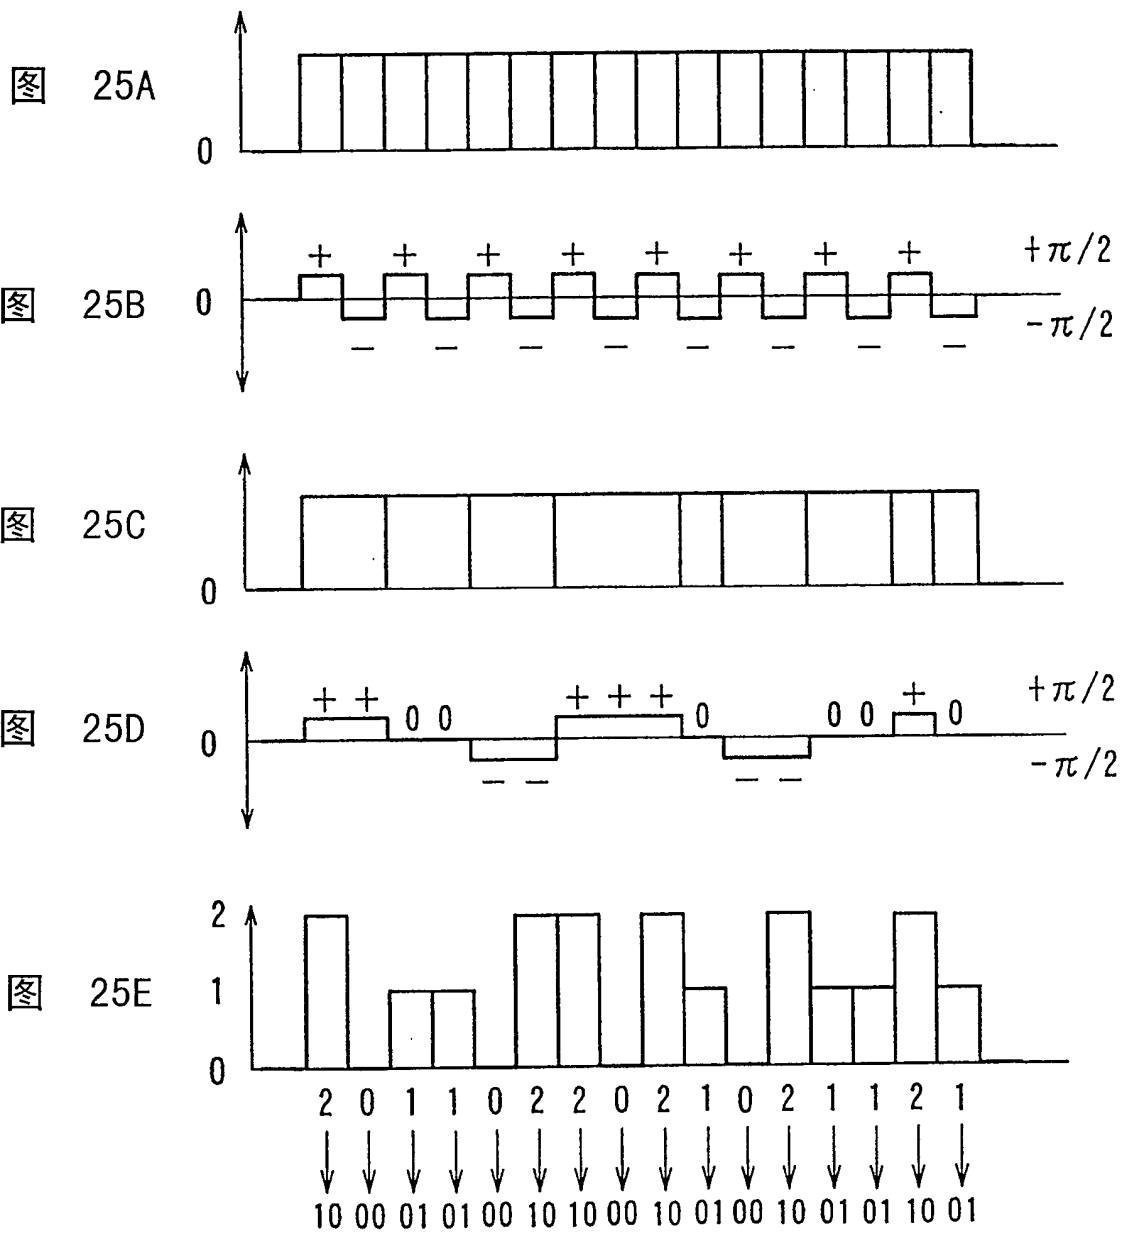 图 25A
0
+ + + + + + + + +π/2
图 25B 0
− − − − − − − − −π/2
图 25C
0
+ + 0 0 + + + 0 0 0 + 0 +π/2
图 25D 0
− − − − −π/2
2
图 25E 1
0
2 0 1 1 0 2 2 0 2 1 0 2 1 1 2 1
10 00 01 01 00 10 10 00 10 01 00 10 01 01 10 01